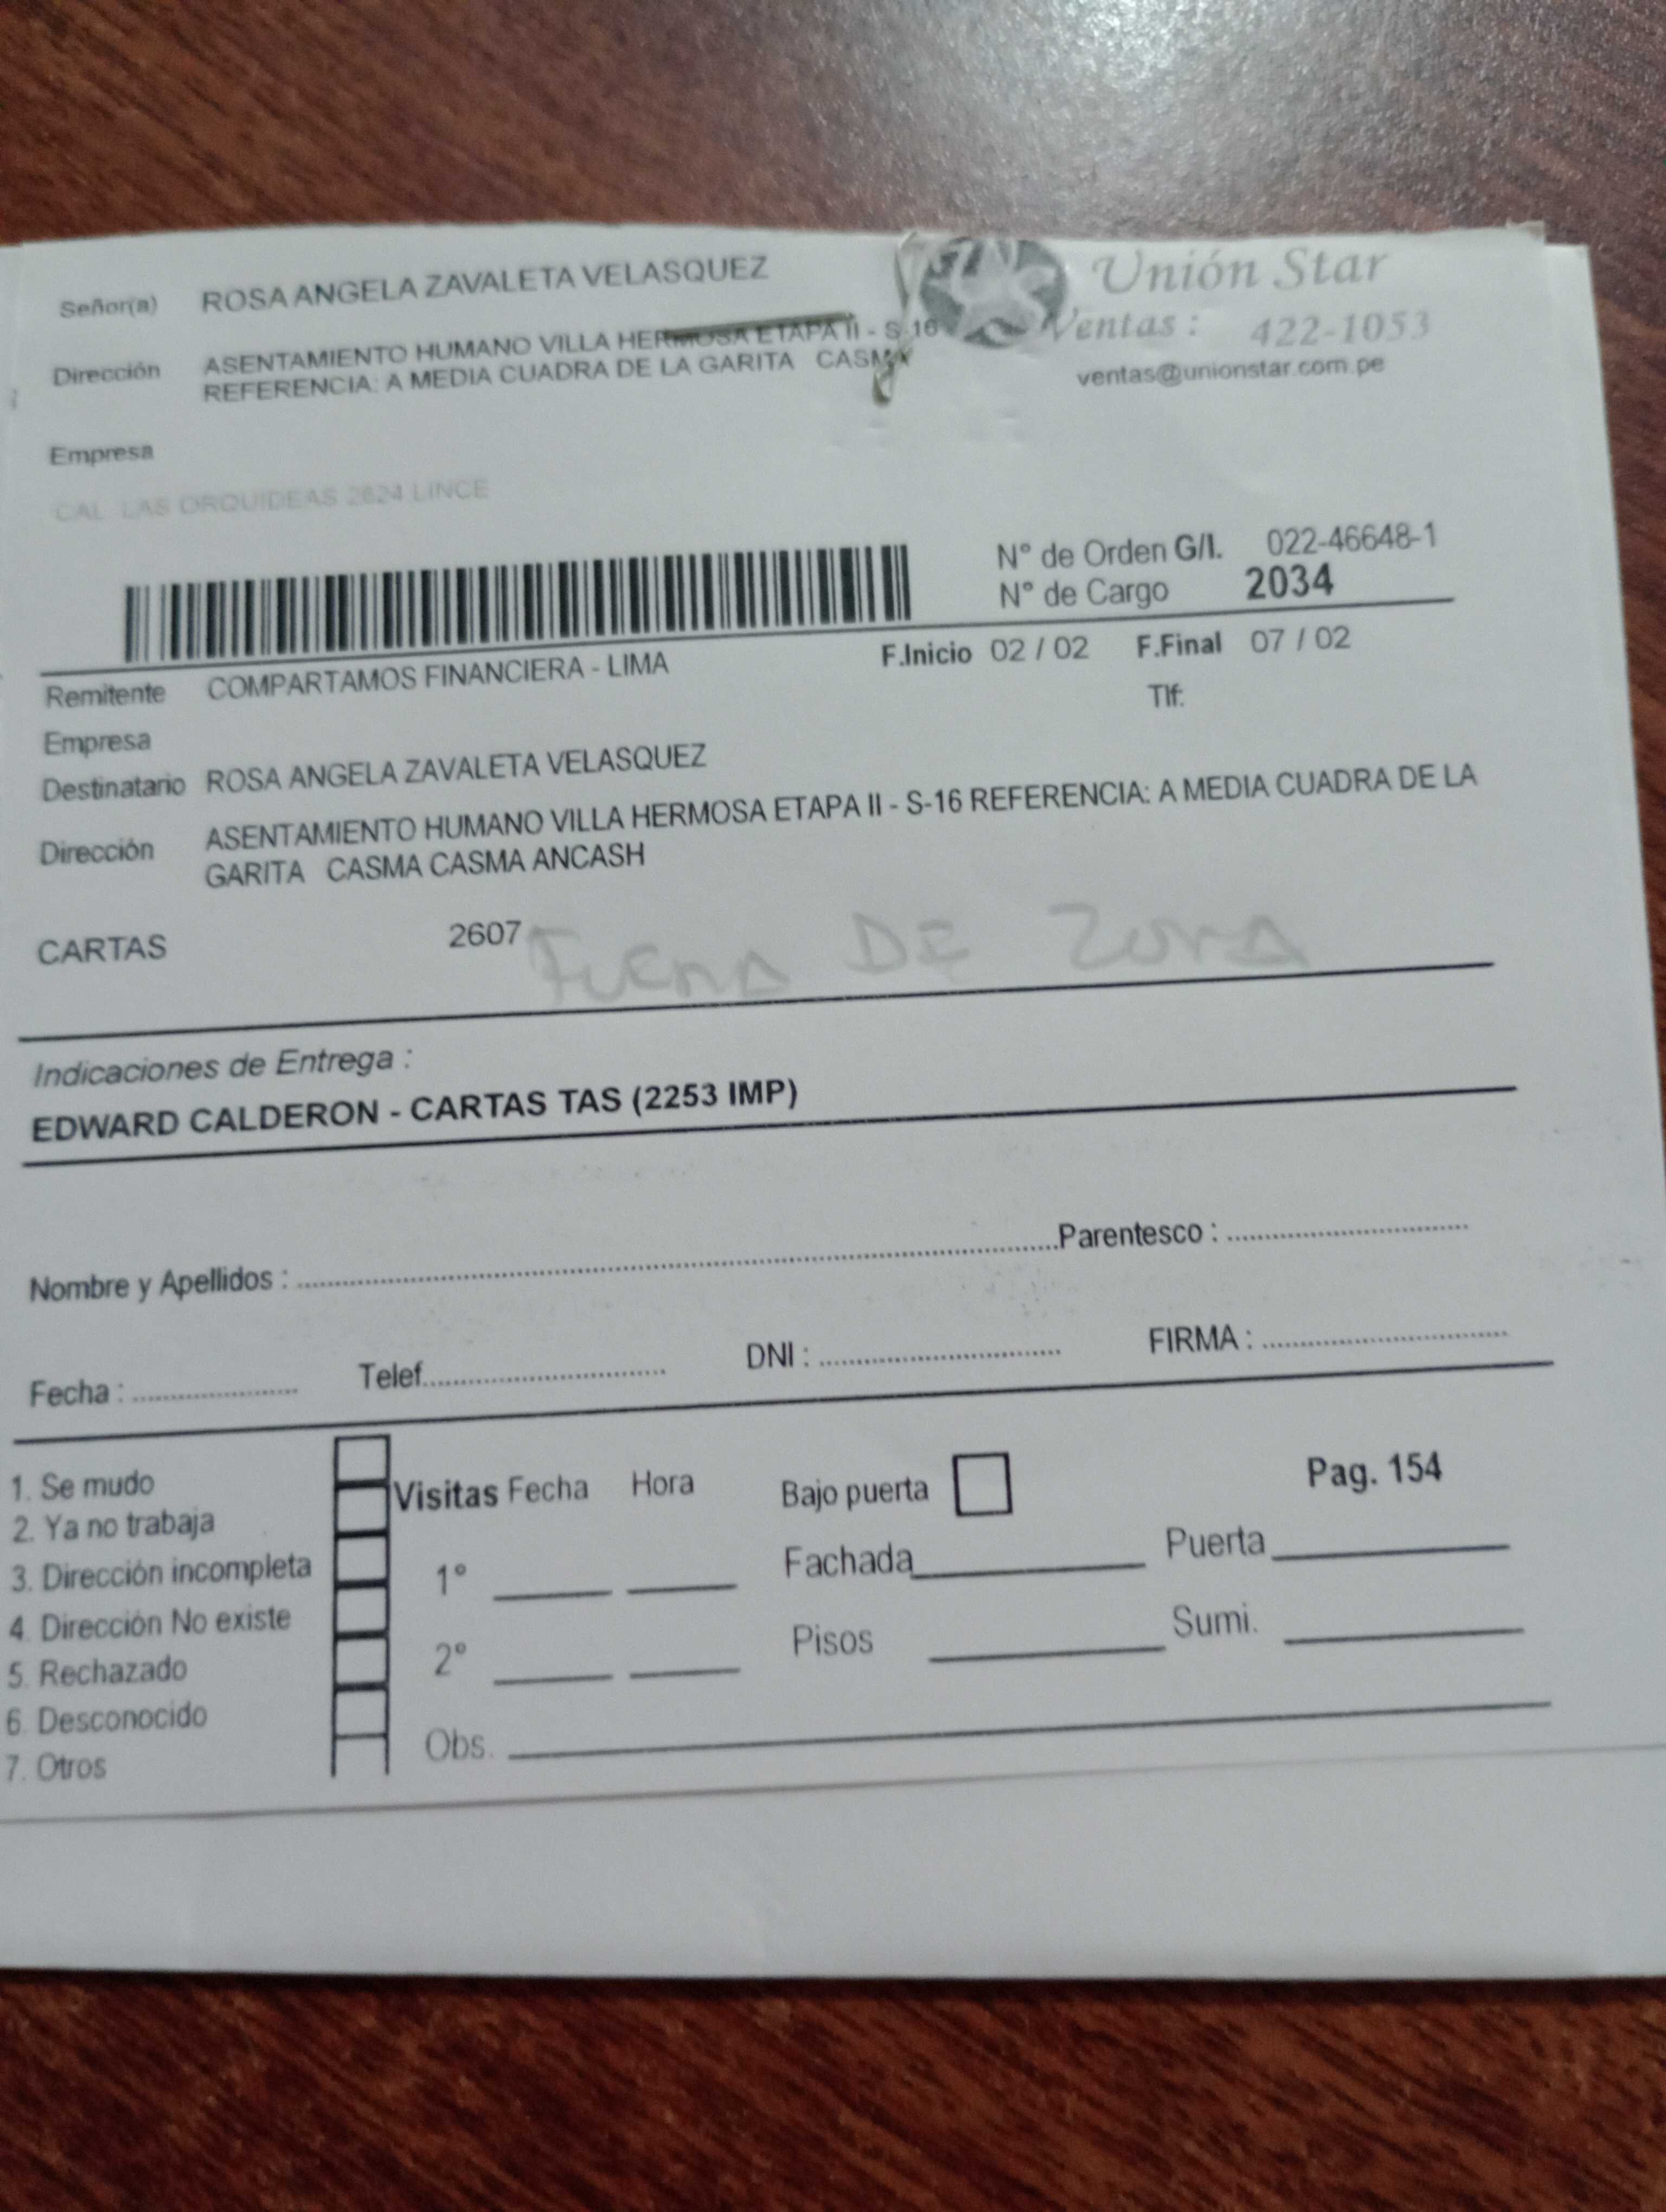 Señor(a) ROSA ANGELA ZAVALETA VELASQUEZ
Unión Star
Ventas : 422-1053
ventas@unionstar.com.pe
Dirección ASENTAMIENTO HUMANO VILLA HERMOSA ETAPA II - S-16
REFERENCIA: A MEDIA CUADRA DE LA GARITA CASMA
Empresa
CAL LAS ORQUIDEAS 2624 LINCE
N° de Orden G/I. 022-46648-1
N° de Cargo 2034
F.Inicio 02 / 02 F.Final 07 / 02
Remitente COMPARTAMOS FINANCIERA - LIMA
Tlf:
Empresa
Destinatario ROSA ANGELA ZAVALETA VELASQUEZ
Dirección ASENTAMIENTO HUMANO VILLA HERMOSA ETAPA II - S-16 REFERENCIA: A MEDIA CUADRA DE LA
GARITA CASMA CASMA ANCASH
CARTAS 2607 FUERA DE ZONA
Indicaciones de Entrega :
EDWARD CALDERON - CARTAS TAS (2253 IMP)
Nombre y Apellidos : Parentesco :
Fecha : Telef. DNI : FIRMA :
1. Se mudo
2. Ya no trabaja
3. Dirección incompleta
4. Dirección No existe
5. Rechazado
6. Desconocido
7. Otros
Visitas Fecha Hora
1°
2°
Obs.
Bajo puerta
Pag. 154
Fachada Puerta
Pisos Sumi.